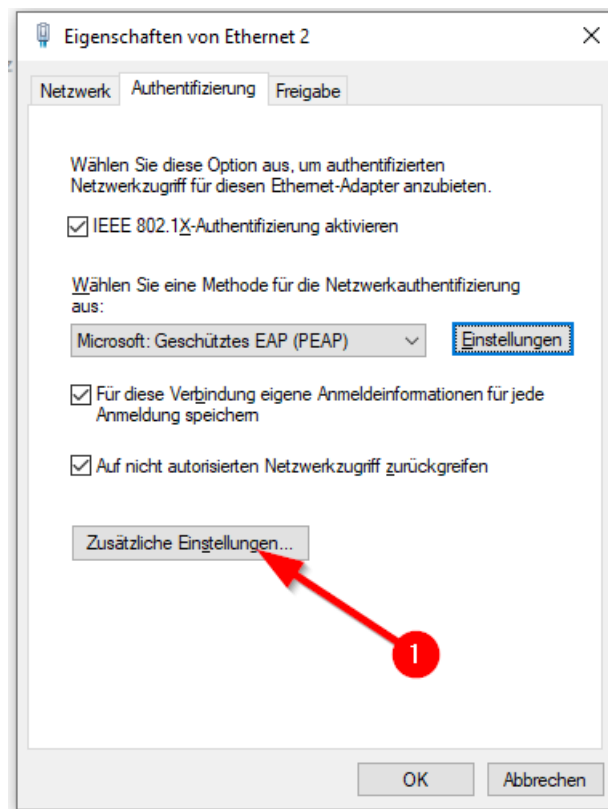 Eigenschaften von Ethernet 2
Netzwerk Authentifizierung Freigabe
Wählen Sie diese Option aus, um authentifizierten
Netzwerkzugriff für diesen Ethernet-Adapter anzubieten.
IEEE 802.1X-Authentifizierung aktivieren
Wählen Sie eine Methode für die Netzwerkauthentifizierung
aus:
Microsoft: Geschütztes EAP (PEAP) Einstellungen
Für diese Verbindung eigene Anmeldeinformationen für jede
Anmeldung speichern
Auf nicht autorisierten Netzwerkzugriff zurückgreifen
Zusätzliche Einstellungen...
1
OK Abbrechen